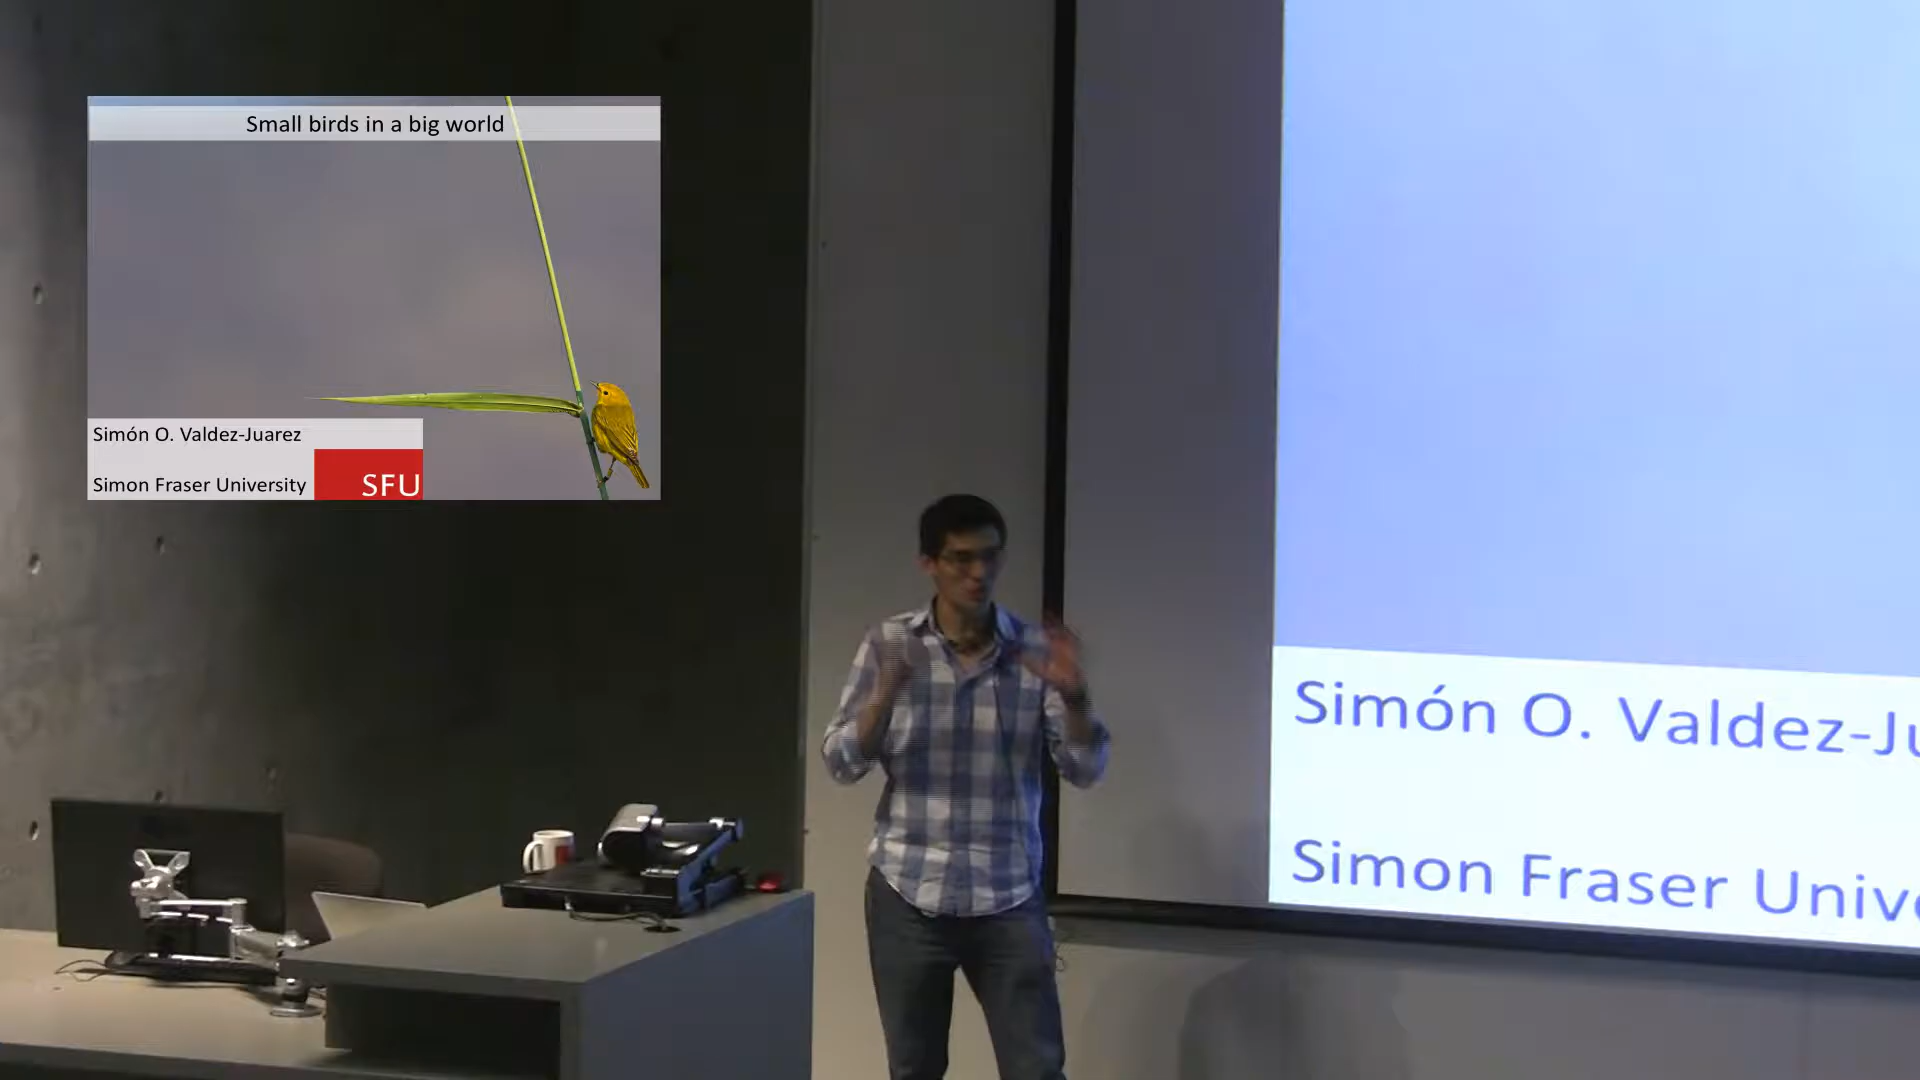 Small birds in a big world
Simón O. Valdez-Juarez
Simon Fraser University
SFU
Simón O. Valdez-Ju
Simon Fraser Unive